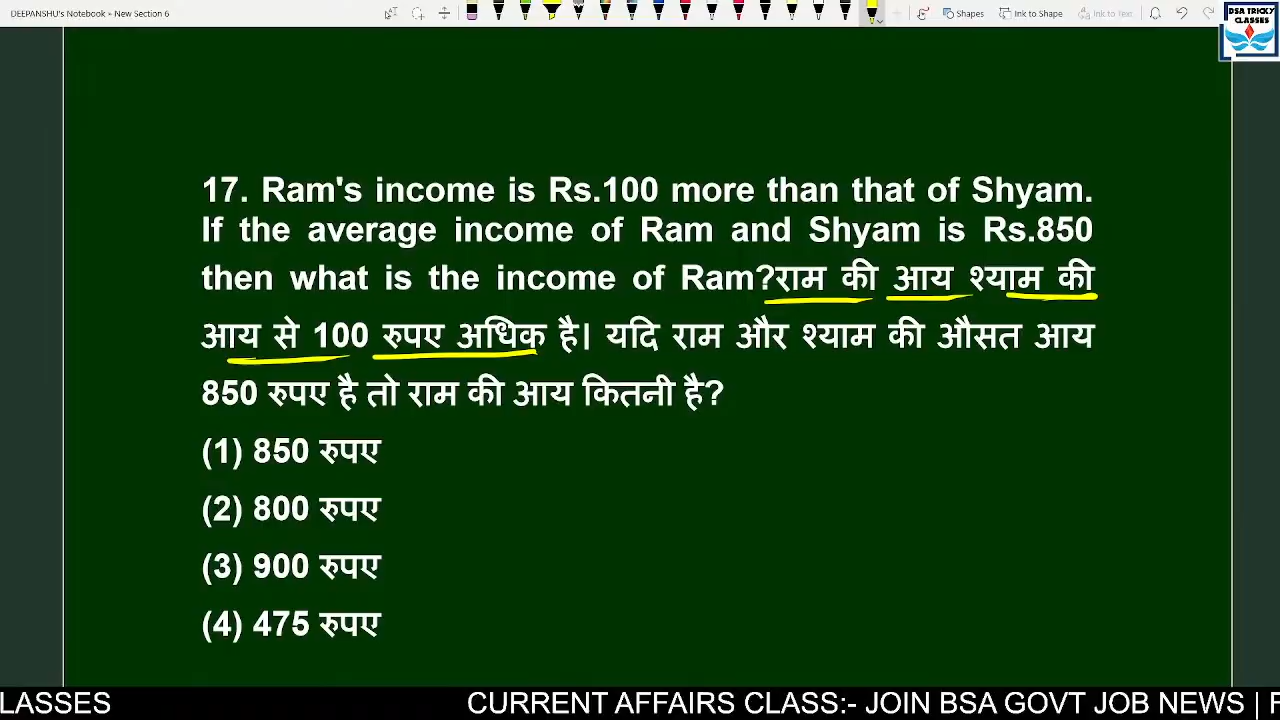 DEEPANSHU's Notebook > New Section 6
Shapes Ink to Shape Ink to Text
BSA TRICKY
CLASSES
17. Ram's income is Rs.100 more than that of Shyam.
If the average income of Ram and Shyam is Rs.850
then what is the income of Ram?राम की आय श्याम की
आय से 100 रुपए अधिक है। यदि राम और श्याम की औसत आय
850 रुपए है तो राम की आय कितनी है?
(1) 850 रुपए
(2) 800 रुपए
(3) 900 रुपए
(4) 475 रुपए
LASSES CURRENT AFFAIRS CLASS:- JOIN BSA GOVT JOB NEWS |